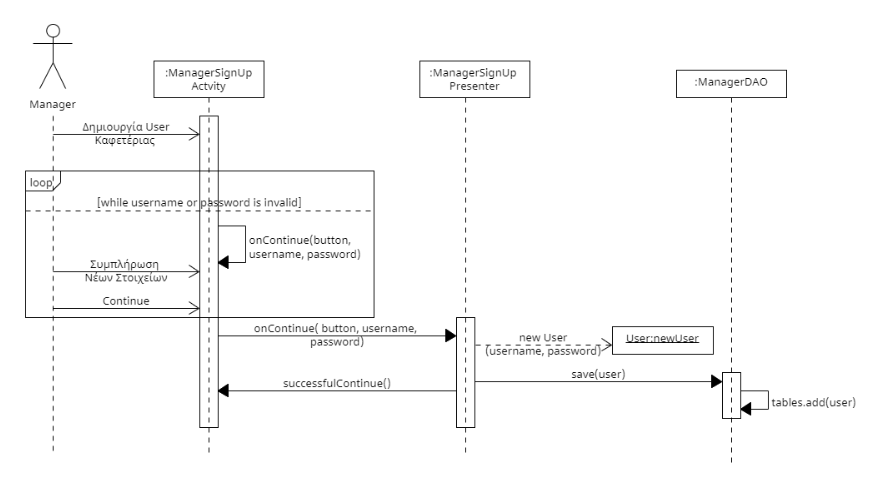 :ManagerSignUp
Actvity
:ManagerSignUp
Presenter
:ManagerDAO
Manager
Δημιουργία User
Καφετέριας
loop
[while username or password is invalid]
onContinue(button,
username, password)
Συμπλήρωση
Νέων Στοιχείων
Continue
onContinue( button, username,
password)
new User
(username, password)
User:newUser
save(user)
successfulContinue()
tables.add(user)